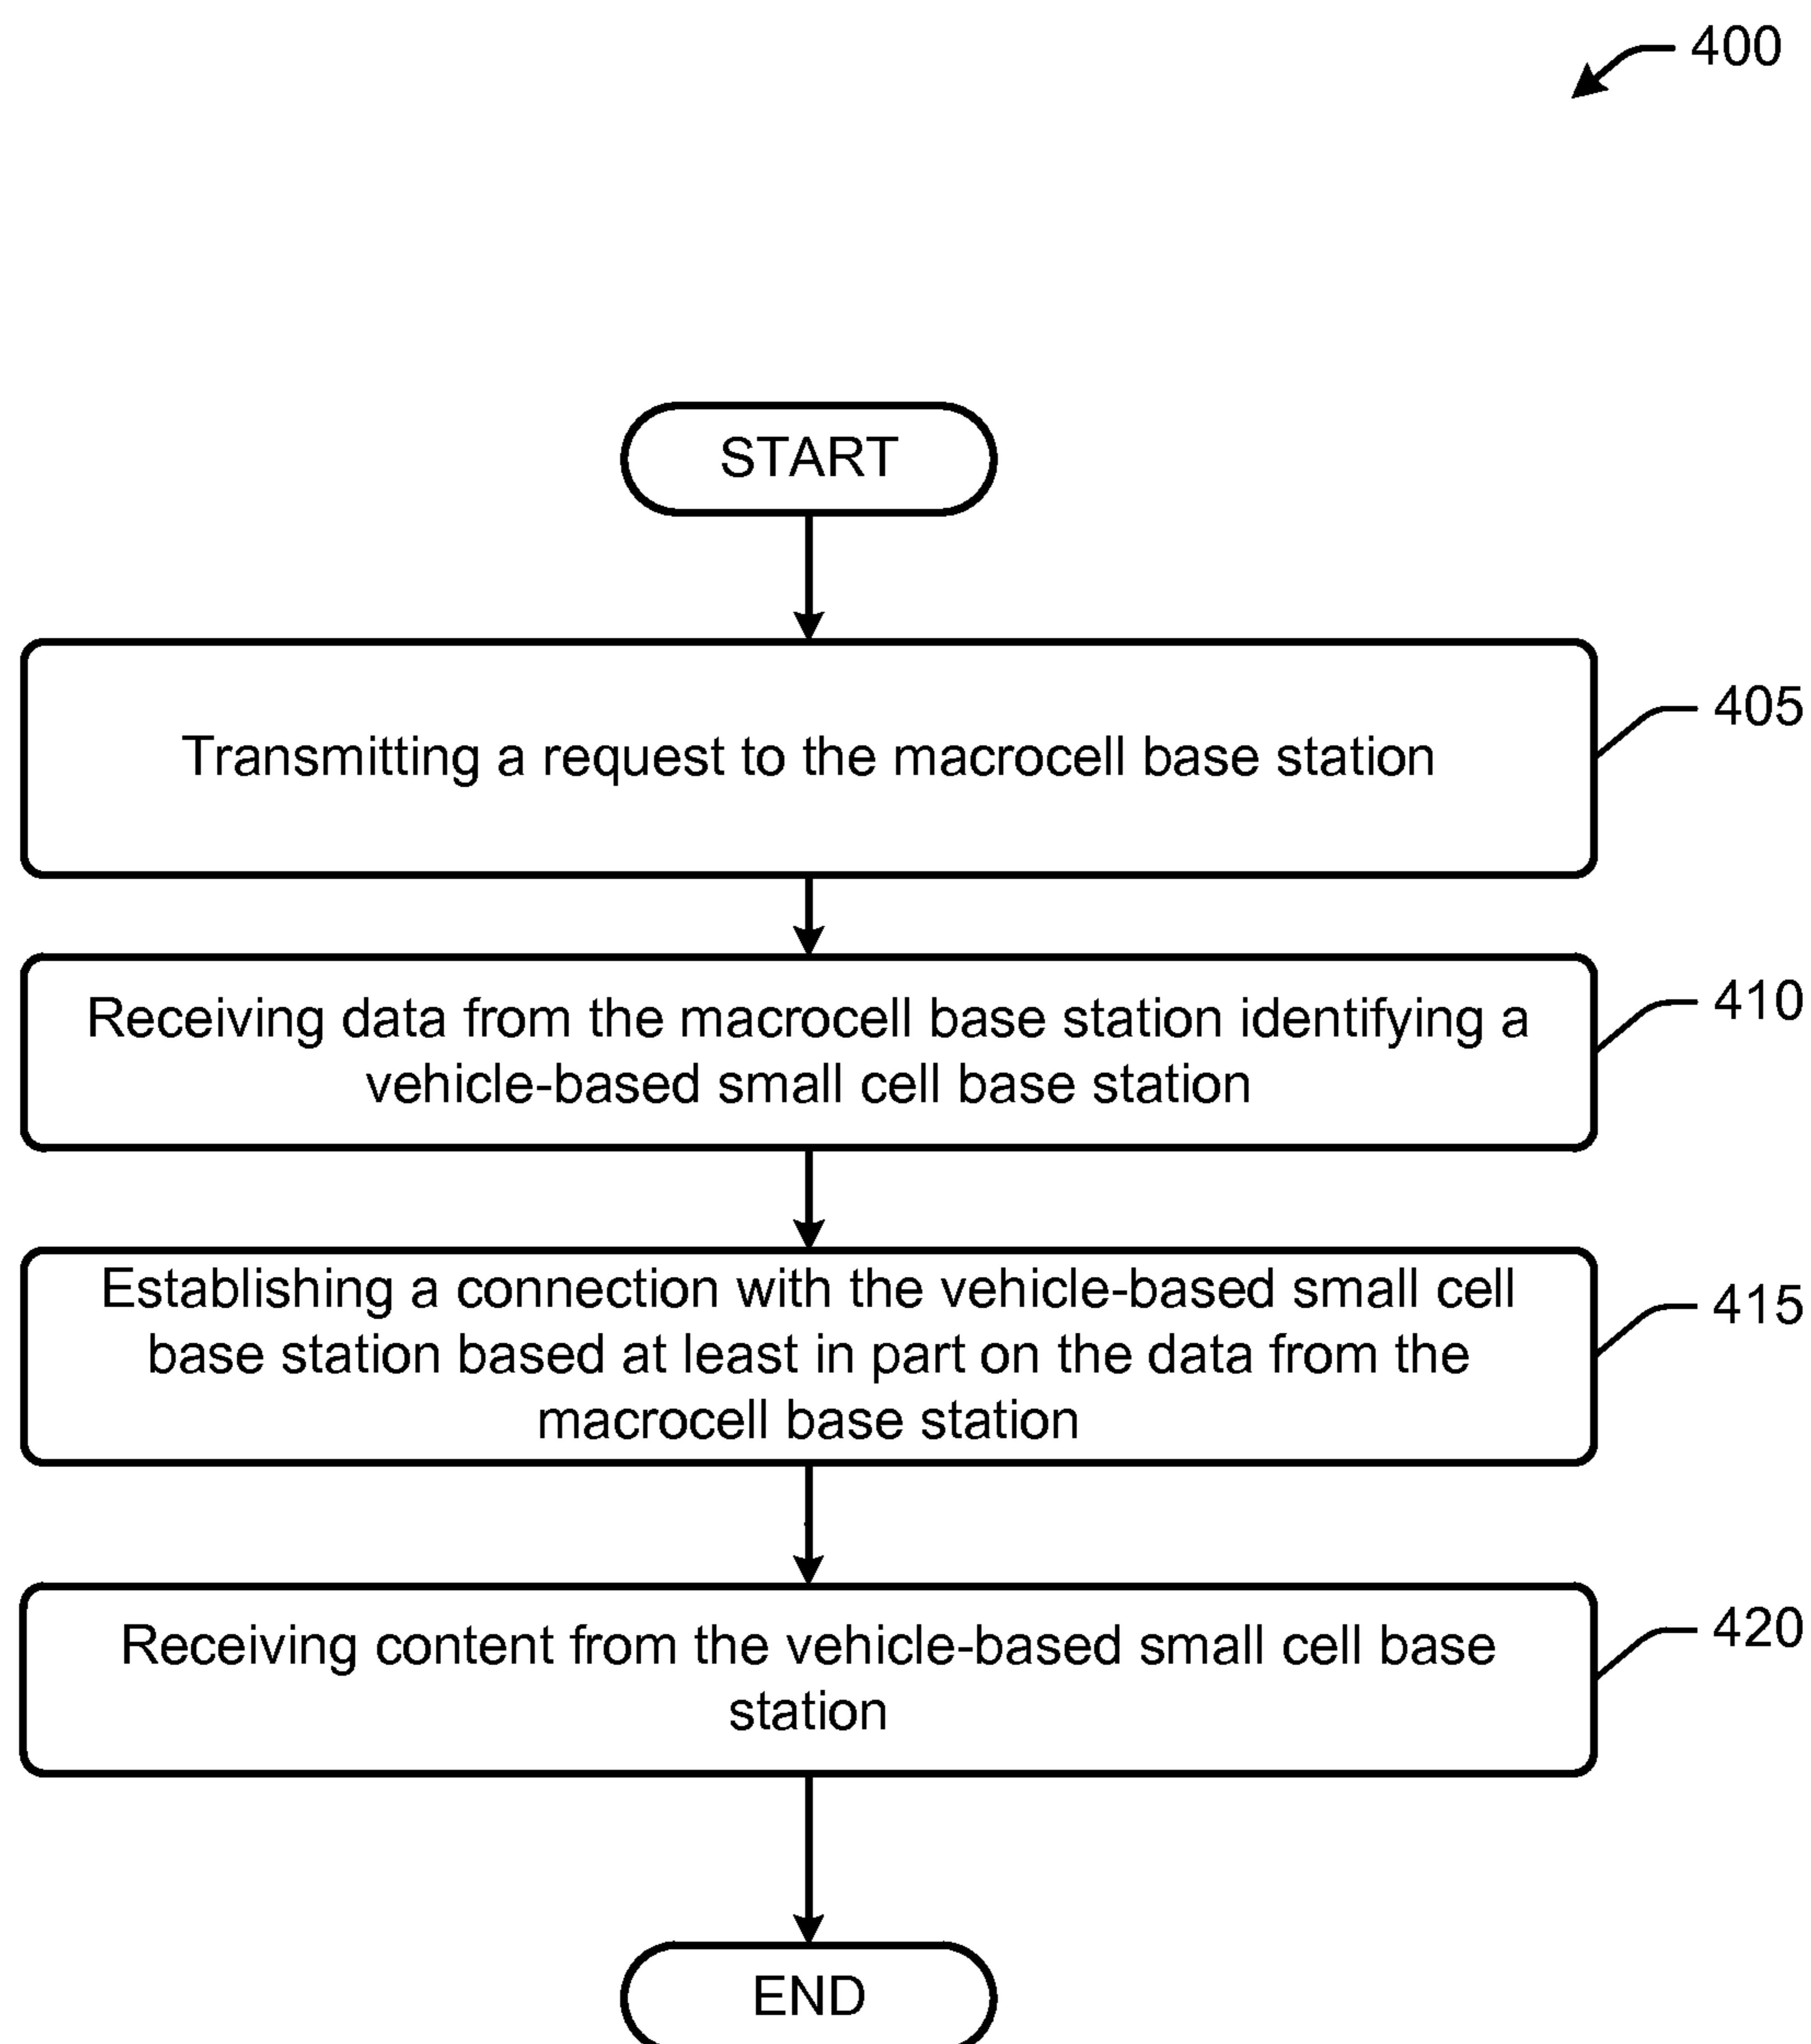 400
START
Transmitting a request to the macrocell base station
405
Receiving data from the macrocell base station identifying a
vehicle-based small cell base station
410
Establishing a connection with the vehicle-based small cell
base station based at least in part on the data from the
macrocell base station
415
Receiving content from the vehicle-based small cell base
station
420
END